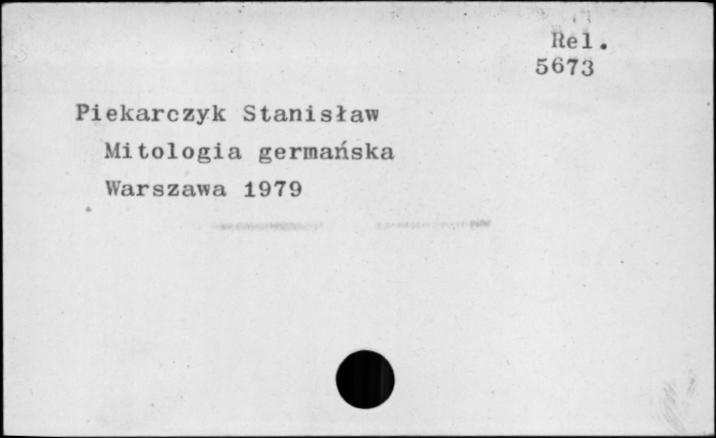 Rel.
5673
Piekarczyk Stanisław
Mitologia germańska
Warszawa 1979